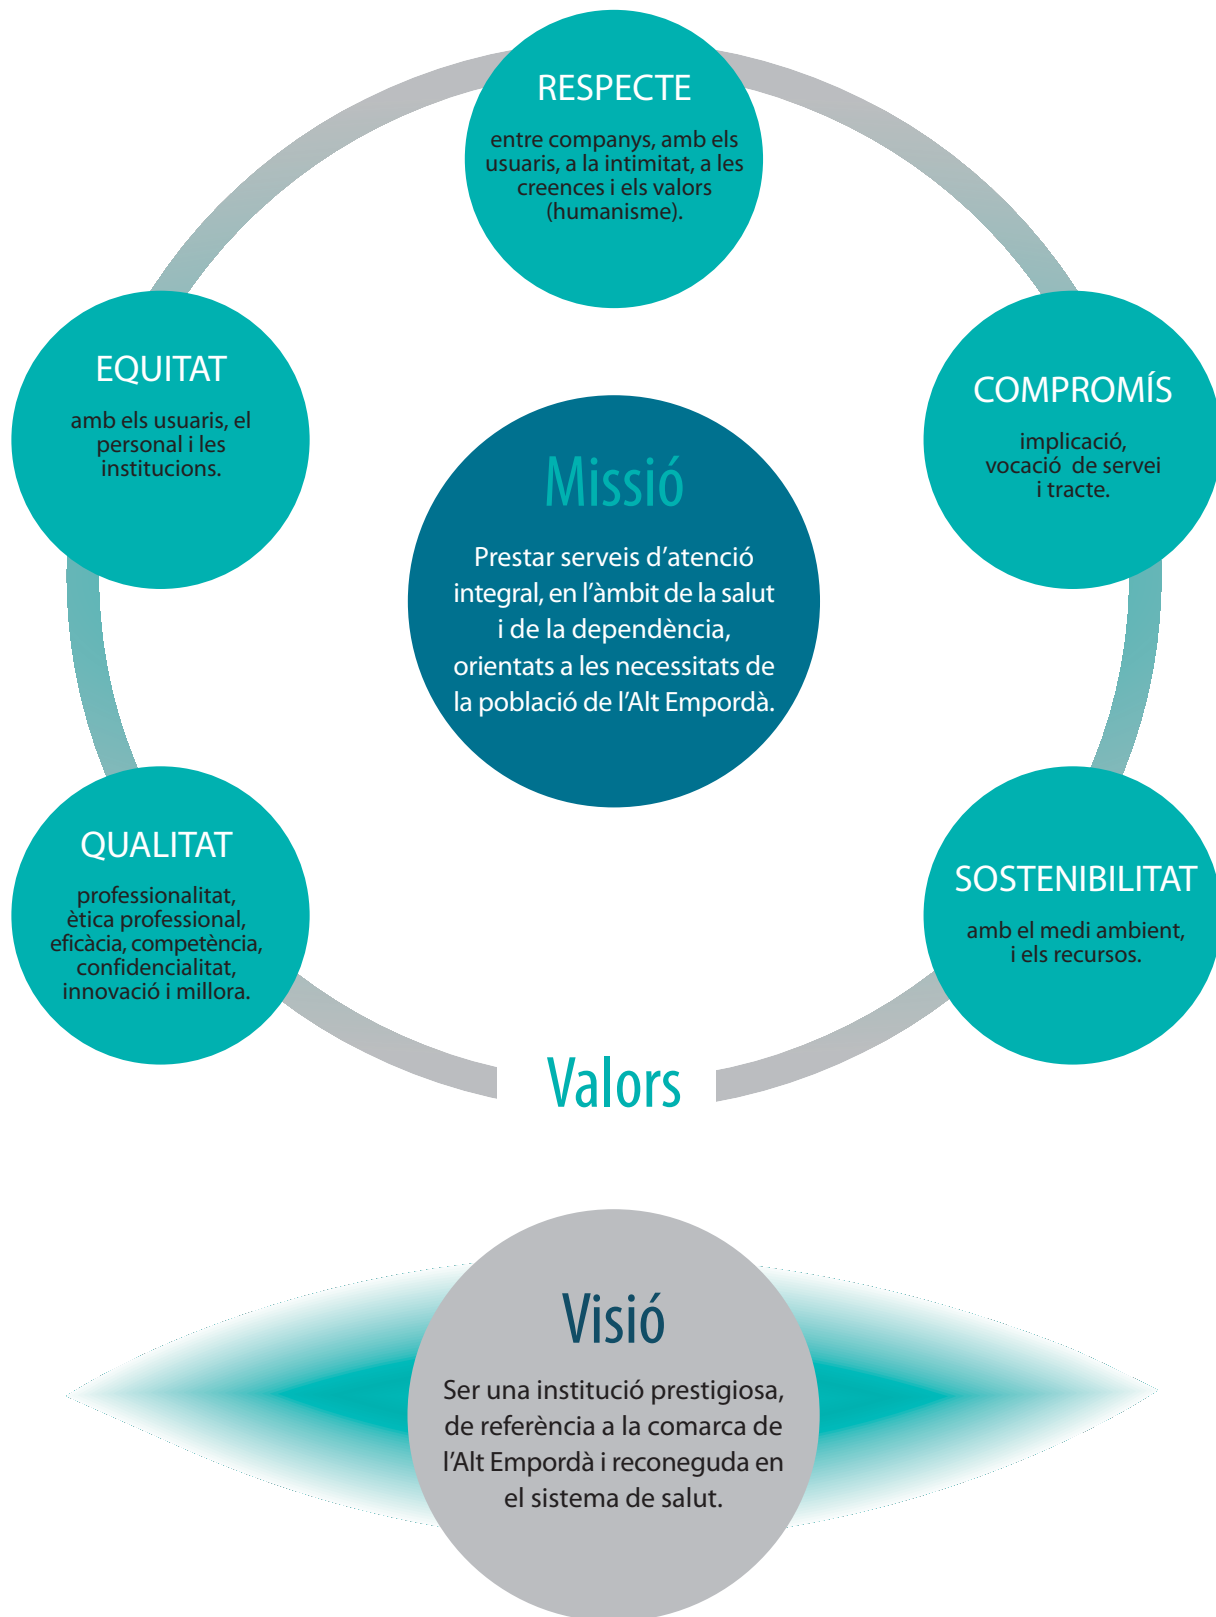 RESPECTE
entre companys, amb els
usuaris, a la intimitat, a les
creences i els valors
(humanisme).
EQUITAT
amb els usuaris, el
personal i les
institucions.
COMPROMÍS
implicació,
vocació  de servei
i tracte.
Missió
Prestar serveis d’atenció
integral, en l’àmbit de la salut
i de la dependència,
orientats a les necessitats de
la població de l’Alt Empordà.
QUALITAT
professionalitat,
ètica professional,
eficàcia, competència,
confidencialitat,
innovació i millora.
SOSTENIBILITAT
amb el medi ambient,
i els recursos.
Valors
Visió
Ser una institució prestigiosa,
de referència a la comarca de
l’Alt Empordà i reconeguda en
el sistema de salut.